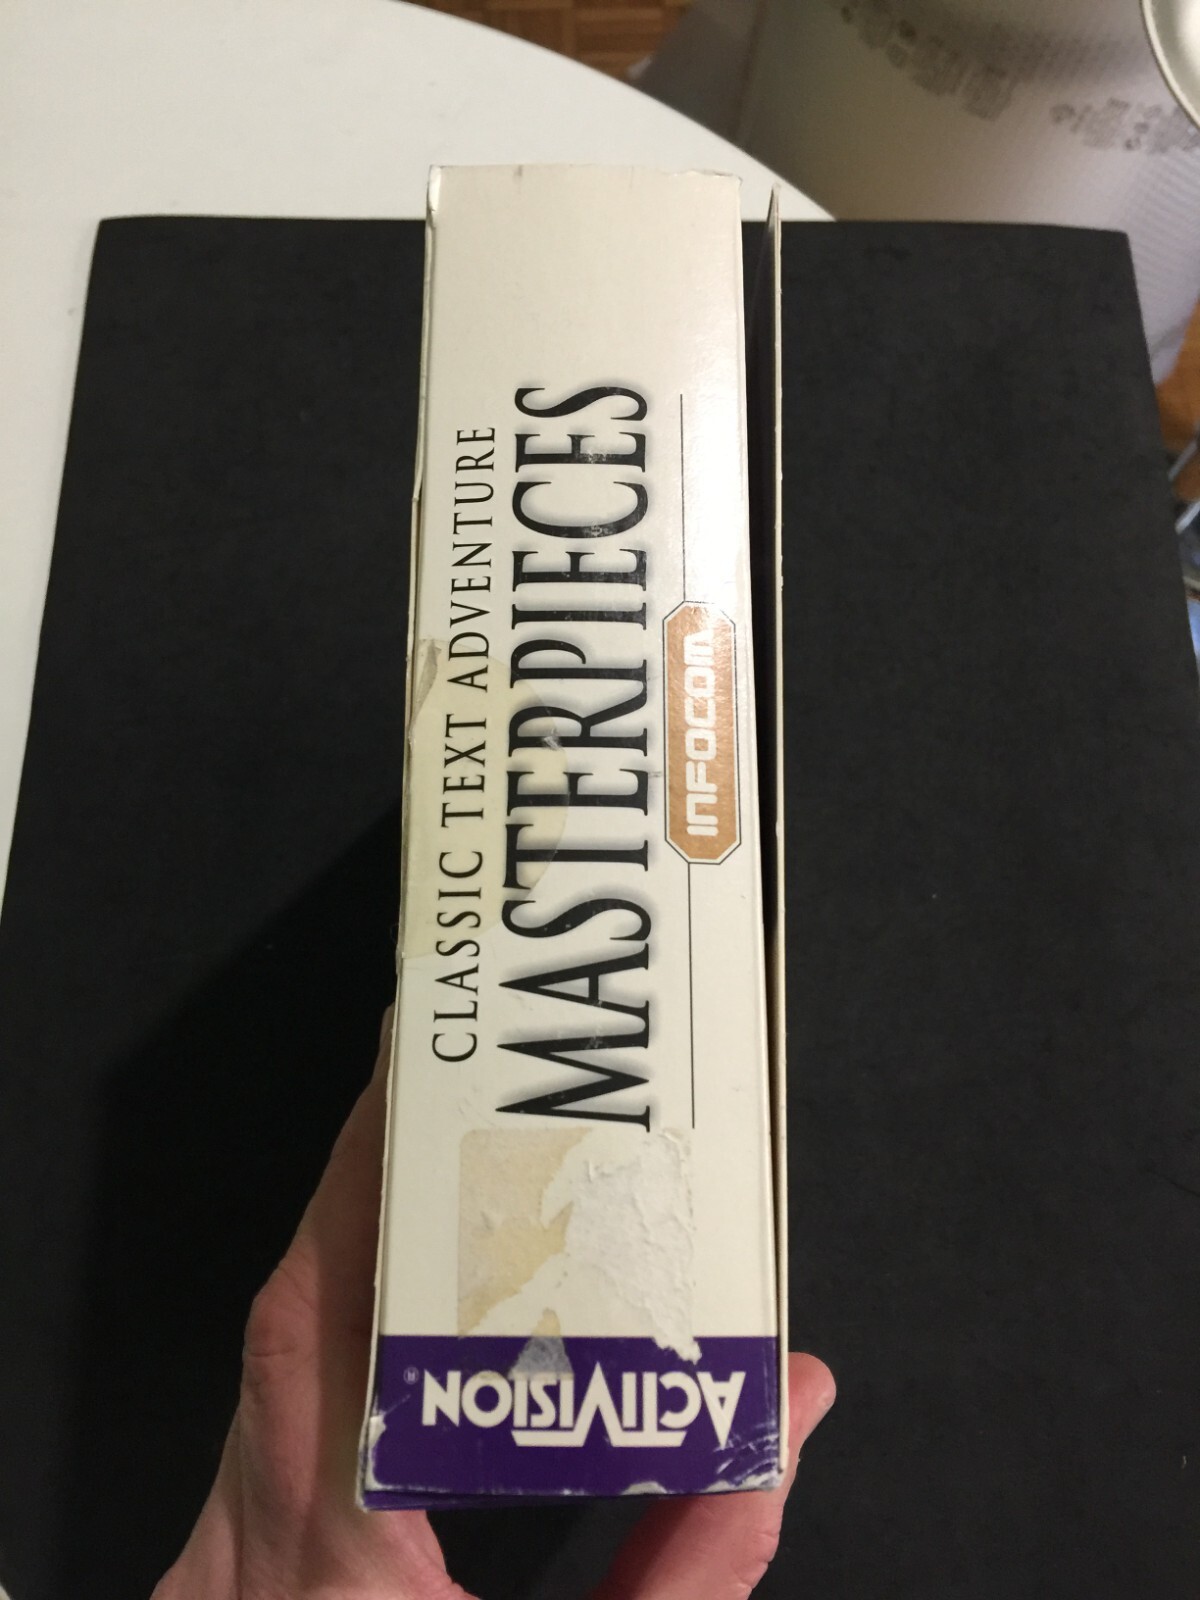 CLASSIC TEXT ADVENTURE
MASTERPIECES
INFOCOM
ACTIVISION®